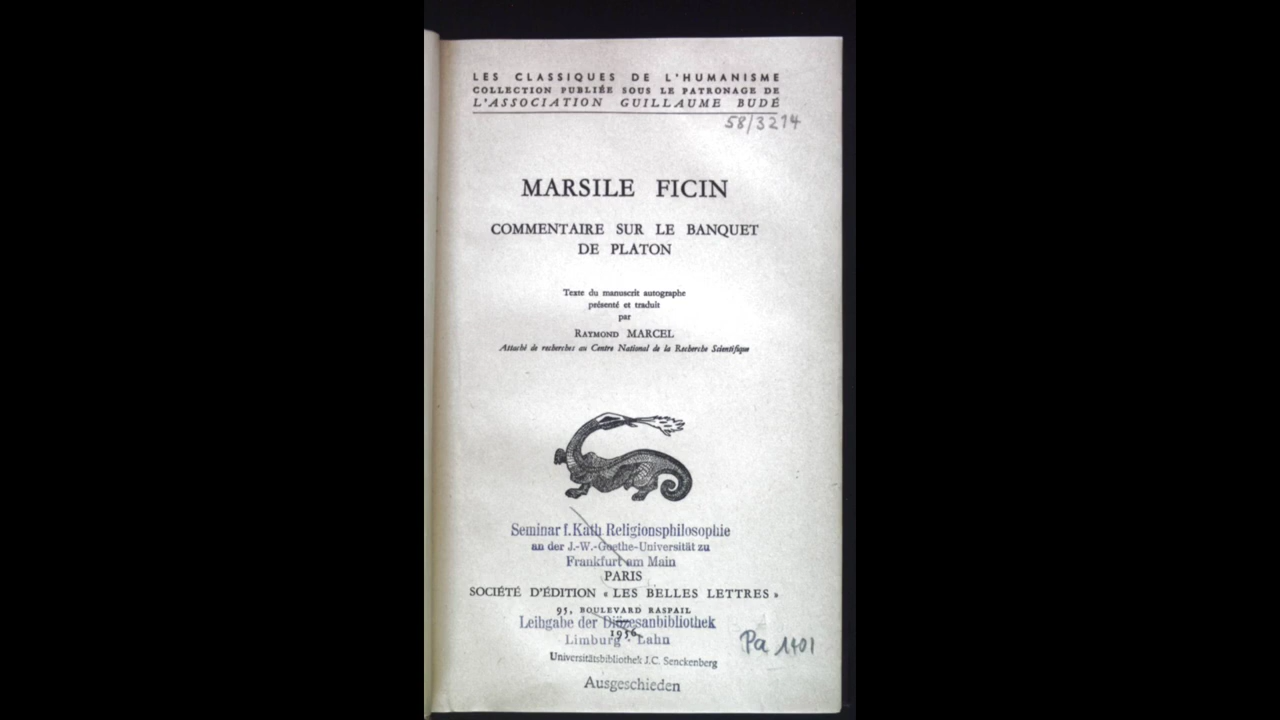 LES CLASSIQUES DE L'HUMANISME
COLLECTION PUBLIÉE SOUS LE PATRONAGE DE
L'ASSOCIATION GUILLAUME BUDÉ
58/3214
MARSILE FICIN
COMMENTAIRE SUR LE BANQUET
DE PLATON
Texte du manuscrit autographe
présenté et traduit
par
RAYMOND MARCEL
Attaché de recherches au Centre National de la Recherche Scientifique
Seminar f. Kath. Religionsphilosophie
an der J.-W.-Goethe-Universität zu
Frankfurt am Main
PARIS
SOCIÉTÉ D'ÉDITION « LES BELLES LETTRES »
95, BOULEVARD RASPAIL
Leihgabe der Diözesanbibliothek
1956
Limburg - Lahn
Pa 1401
Universitätsbibliothek J.C. Senckenberg
Ausgeschieden